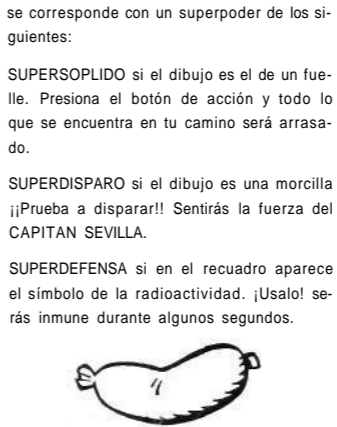 se corresponde con un superpoder de los si-
guientes:
SUPERSOPLIDO si el dibujo es el de un fue-
lle. Presiona el botón de acción y todo lo
que se encuentra en tu camino será arrasa-
do.
SUPERDISPARO si el dibujo es una morcilla
¡¡Prueba a disparar!! Sentirás la fuerza del
CAPITAN SEVILLA.
SUPERDEFENSA si en el recuadro aparece
el símbolo de la radioactividad. ¡Usalo! se-
rás inmune durante algunos segundos.